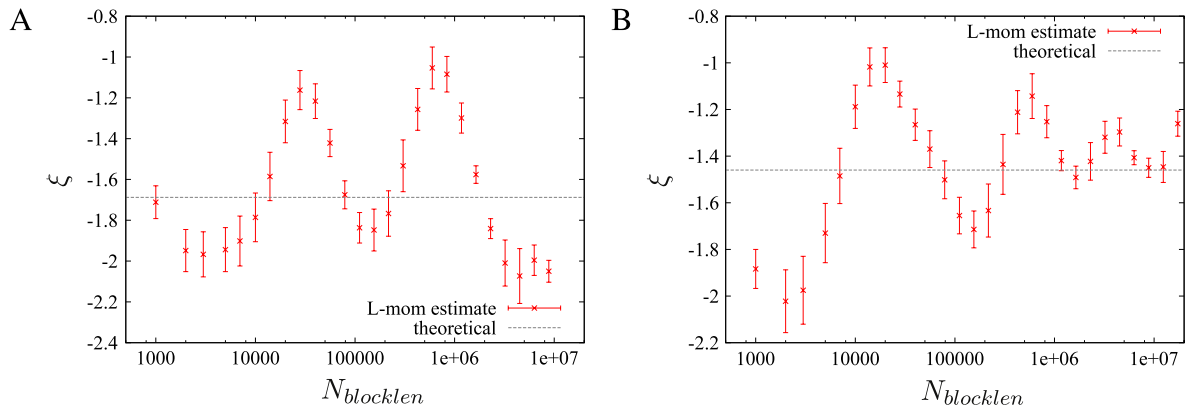 A
-0.8
-1
-1.2
-1.4
-1.6
-1.8
-2
-2.2
-2.4
ξ
1000
10000
100000
1e+06
1e+07
N_blocklen
L-mom estimate
theoretical
B
-0.8
-1
-1.2
-1.4
-1.6
-1.8
-2
-2.2
ξ
1000
10000
100000
1e+06
1e+07
N_blocklen
L-mom estimate
theoretical